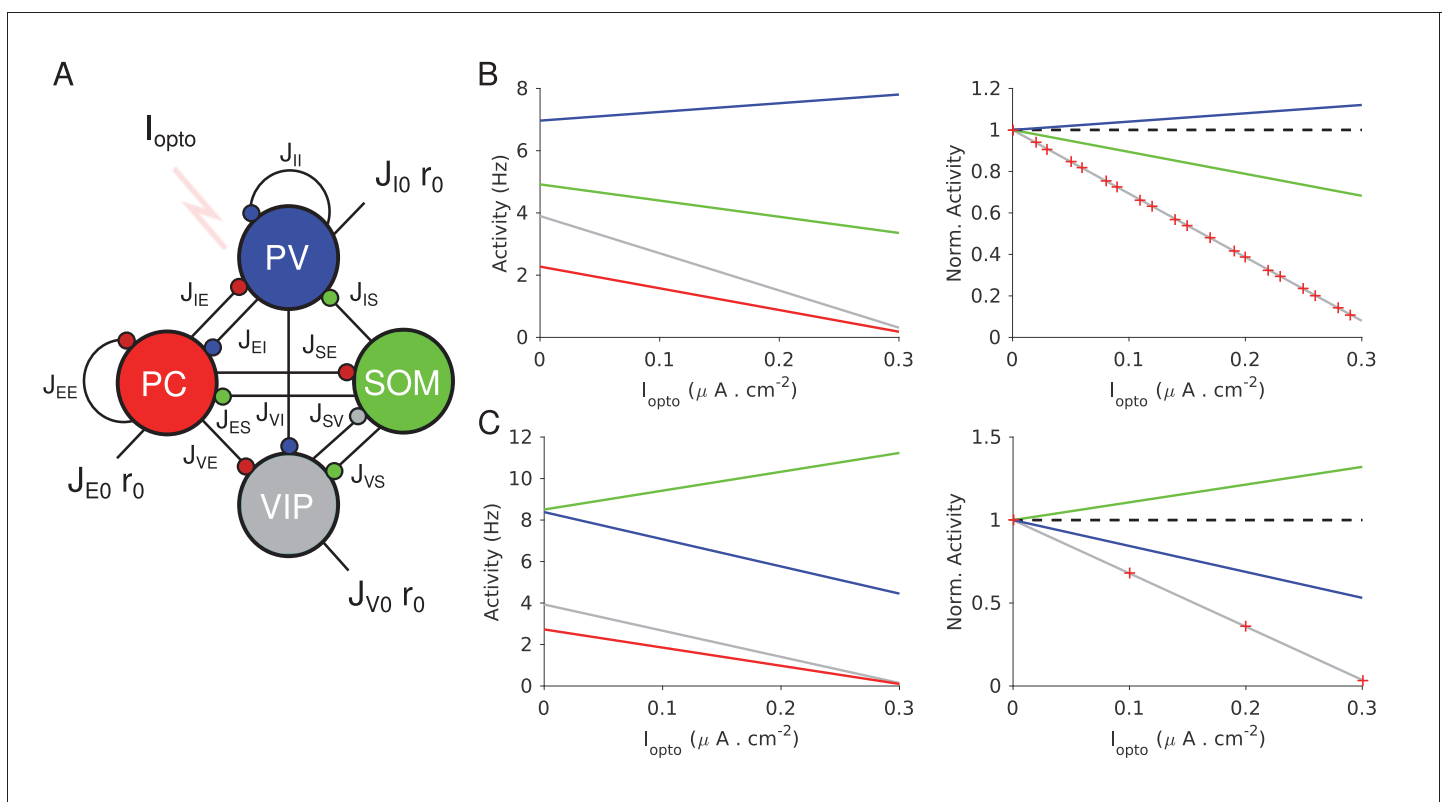 A
I_opto
J_II
J_I0 r_0
PV
J_IE
J_IS
J_EI
J_SE
PC
SOM
J_EE
J_ES
J_VI
J_SV
J_VE
J_VS
J_E0 r_0
VIP
J_V0 r_0
B
Activity (Hz)
8
6
4
2
0
0 0.1 0.2 0.3
I_opto (μ A . cm⁻²)
Norm. Activity
1.2
1
0.8
0.6
0.4
0.2
0
0 0.1 0.2 0.3
I_opto (μ A . cm⁻²)
C
Activity (Hz)
12
10
8
6
4
2
0
0 0.1 0.2 0.3
I_opto (μ A . cm⁻²)
Norm. Activity
1.5
1
0.5
0
0 0.1 0.2 0.3
I_opto (μ A . cm⁻²)